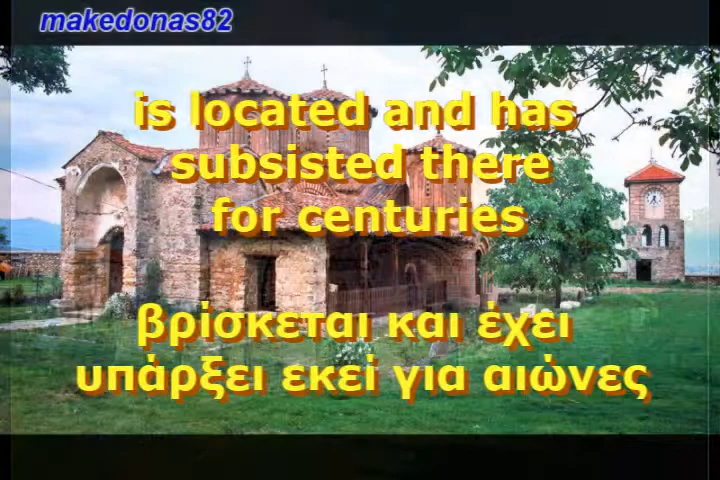 makedonas82
is located and has
subsisted there
for centuries
βρίσκεται και έχει
υπάρξει εκεί για αιώνες